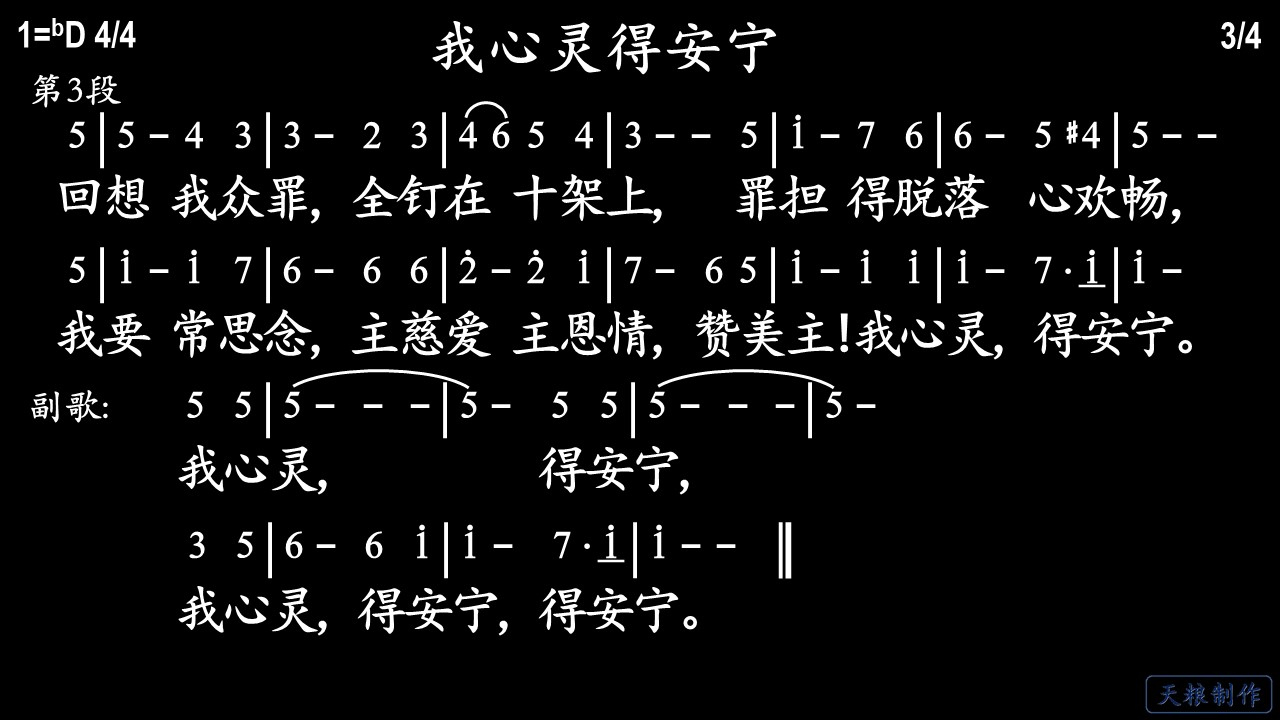 1=ᵇD 4/4 我心灵得安宁 3/4
第3段
5|5 - 4 3|3 - 2 3|4 6 5 4|3 - - 5|i̇ - 7 6|6 - 5 #4|5 - -
回想 我众罪, 全钉在 十架上, 罪担 得脱落 心欢畅,
5|i̇ - i̇ 7|6 - 6 6|2̇ - 2̇ i̇|7 - 6 5|i̇ - i̇ i̇|i̇ - 7 · i̇|i̇ -
我要 常思念, 主慈爱 主恩情, 赞美主!我心灵, 得安宁。
副歌: 5 5|5 - - -|5 - 5 5|5 - - -|5 -
我心灵, 得安宁,
3 5|6 - 6 i̇|i̇ - 7 · i̇|i̇ - - ‖
我心灵, 得安宁, 得安宁。
天粮制作